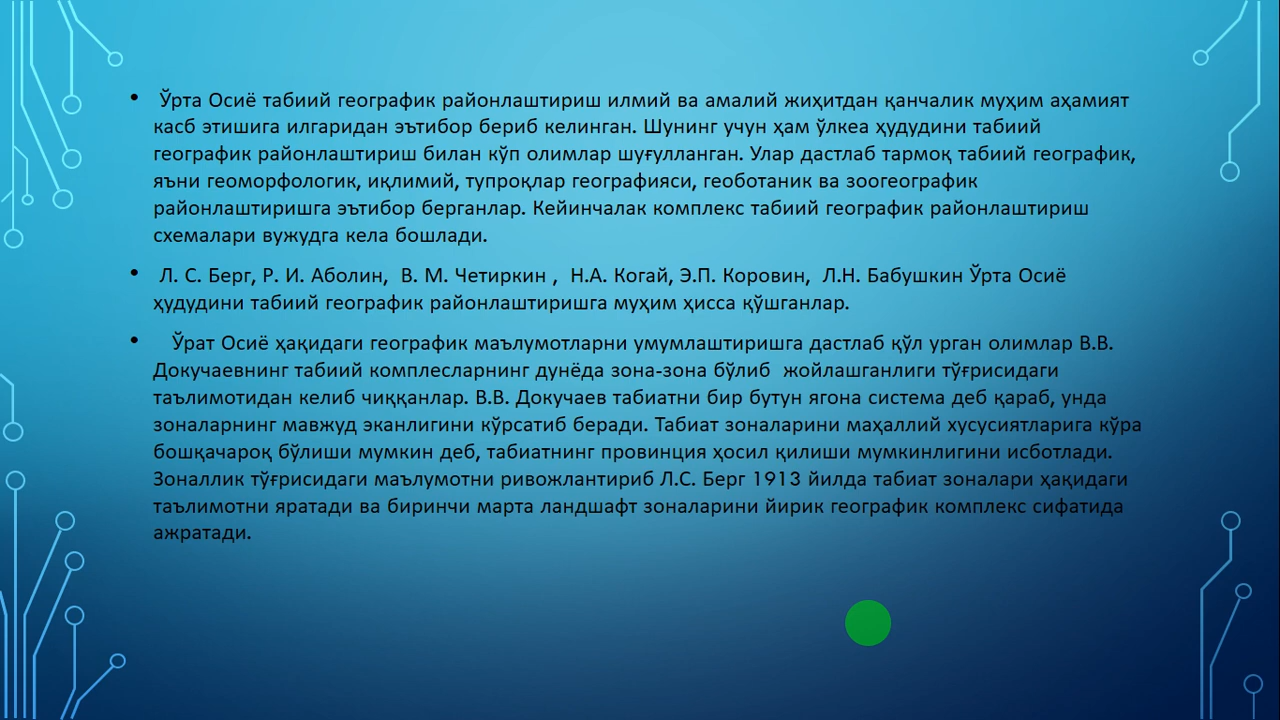 • Ўрта Осиё табиий географик районлаштириш илмий ва амалий жиҳитдан қанчалик муҳим аҳамият
касб этишига илгаридан эътибор бериб келинган. Шунинг учун ҳам ўлкеа ҳудудини табиий
географик районлаштириш билан кўп олимлар шуғулланган. Улар дастлаб тармоқ табиий географик,
яъни геоморфологик, иқлимий, тупроқлар географияси, геоботаник ва зоогеографик
районлаштиришга эътибор берганлар. Кейинчалак комплекс табиий географик районлаштириш
схемалари вужудга кела бошлади.
• Л. С. Берг, Р. И. Аболин, В. М. Четиркин , Н.А. Когай, Э.П. Коровин, Л.Н. Бабушкин Ўрта Осиё
ҳудудини табиий географик районлаштиришга муҳим ҳисса қўшганлар.
• Ўрат Осиё ҳақидаги географик маълумотларни умумлаштиришга дастлаб қўл урган олимлар В.В.
Докучаевнинг табиий комплесларнинг дунёда зона-зона бўлиб жойлашганлиги тўғрисидаги
таълимотидан келиб чиққанлар. В.В. Докучаев табиатни бир бутун ягона система деб қараб, унда
зоналарнинг мавжуд эканлигини кўрсатиб беради. Табиат зоналарини маҳаллий хусусиятларига кўра
бошқачароқ бўлиши мумкин деб, табиатнинг провинция ҳосил қилиши мумкинлигини исботлади.
Зоналлик тўғрисидаги маълумотни ривожлантириб Л.С. Берг 1913 йилда табиат зоналари ҳақидаги
таълимотни яратади ва биринчи марта ландшафт зоналарини йирик географик комплекс сифатида
ажратади.